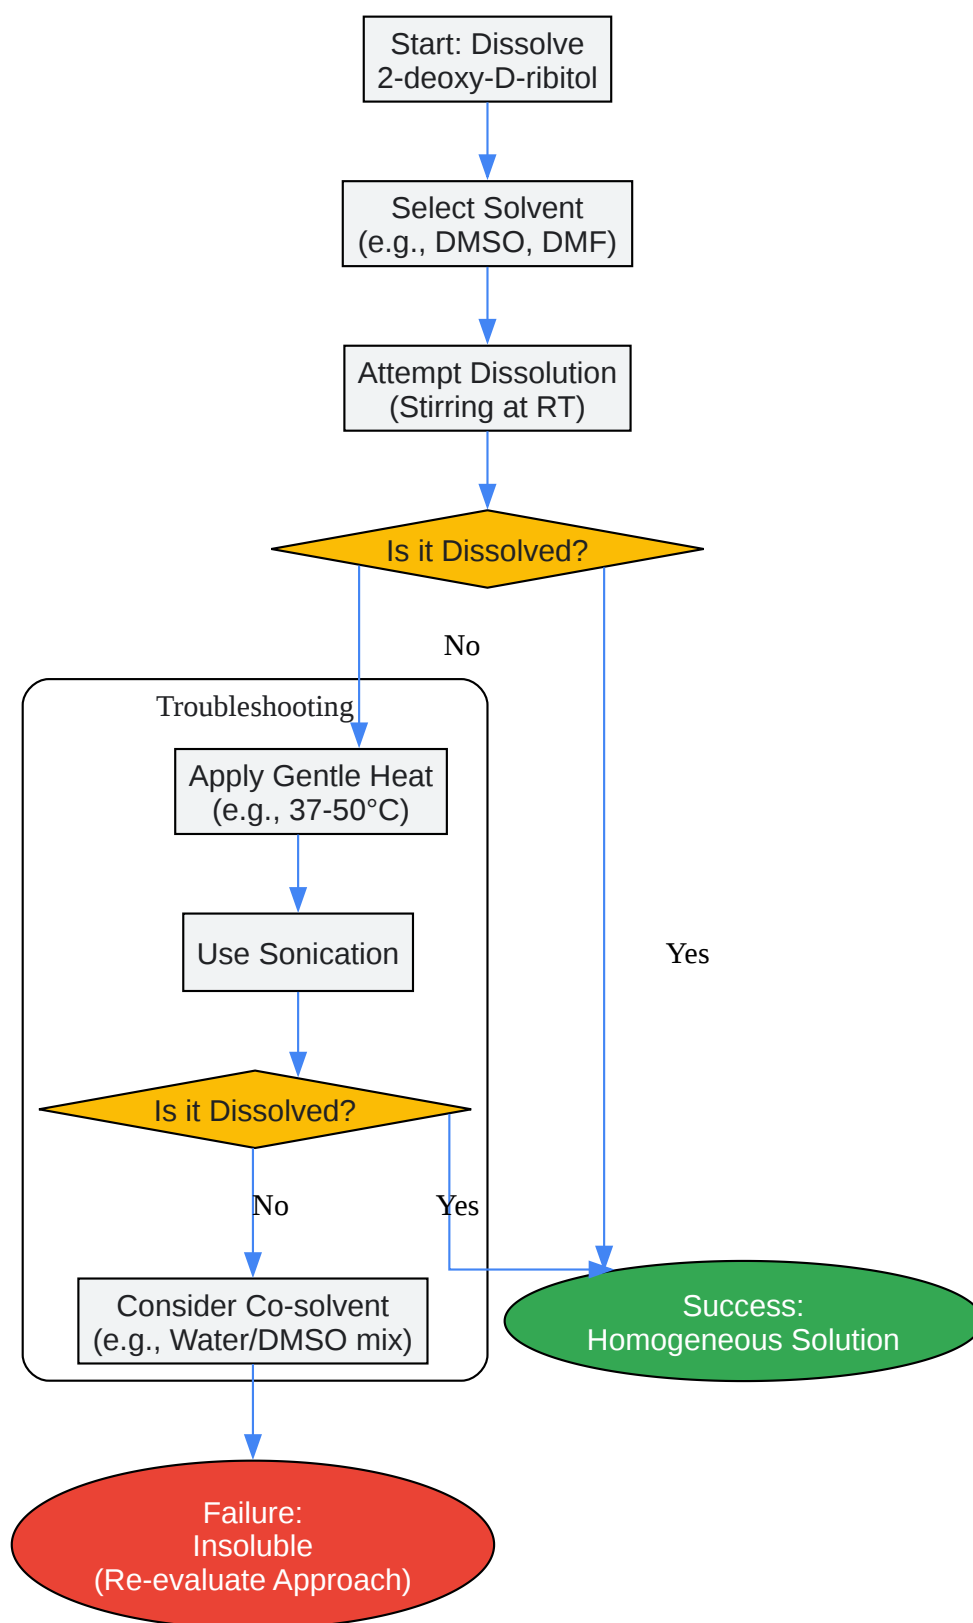 Start: Dissolve
2-deoxy-D-ribitol
Select Solvent
(e.g., DMSO, DMF)
Attempt Dissolution
(Stirring at RT)
Is it Dissolved?
No
Troubleshooting
Apply Gentle Heat
(e.g., 37-50°C)
Use Sonication
Yes
Is it Dissolved?
No
Yes
Consider Co-solvent
(e.g., Water/DMSO mix)
Success:
Homogeneous Solution
Failure:
Insoluble
(Re-evaluate Approach)